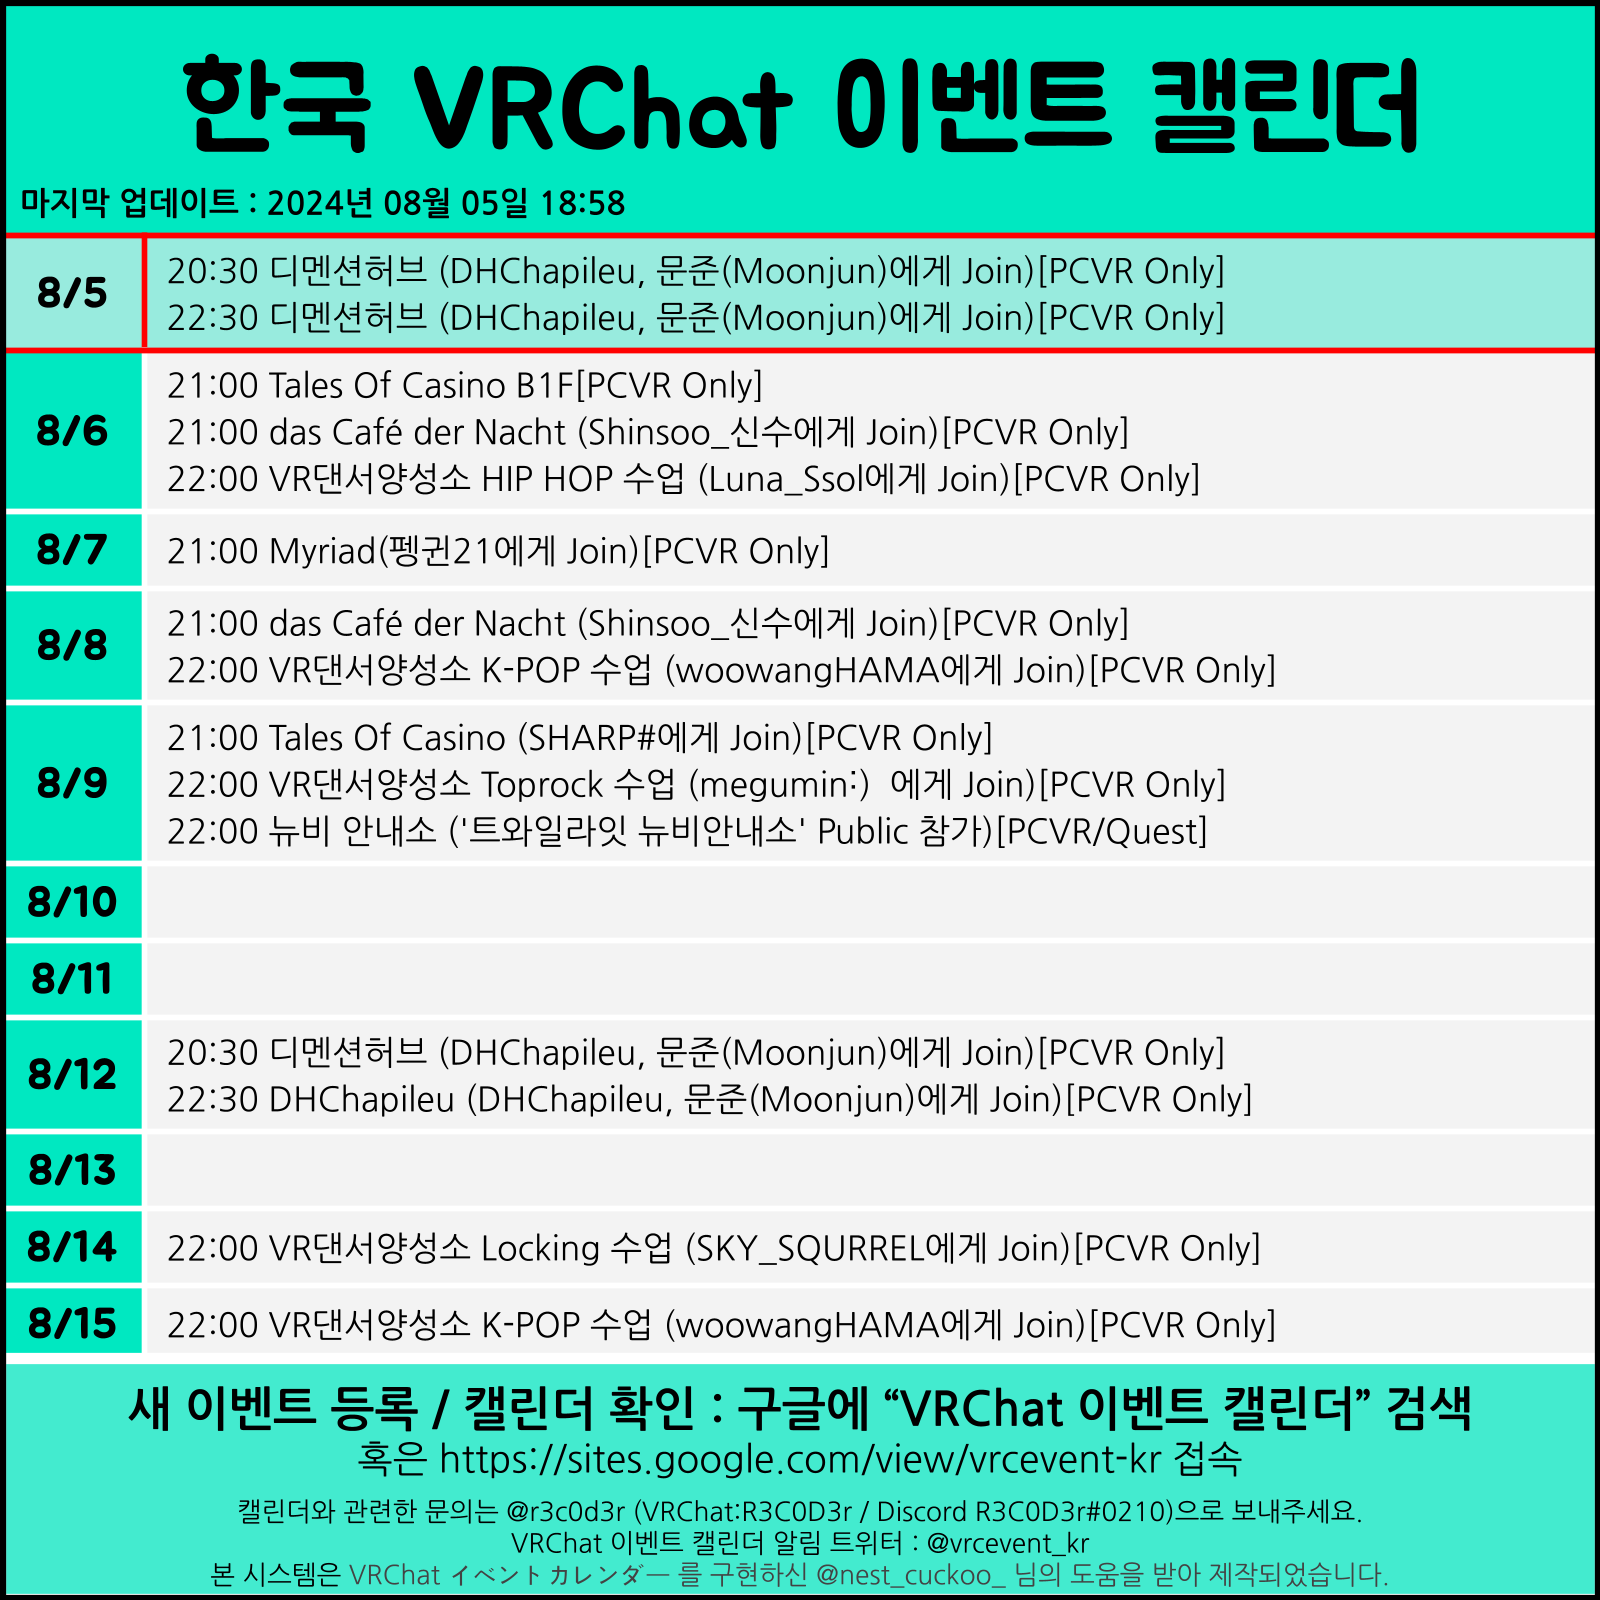 한국 VRChat 이벤트 캘린더
마지막 업데이트 : 2024년 08월 05일 18:58
8/5
20:30 디멘션허브 (DHChapileu, 문준(Moonjun)에게 Join)[PCVR Only]
22:30 디멘션허브 (DHChapileu, 문준(Moonjun)에게 Join)[PCVR Only]
8/6
21:00 Tales Of Casino B1F[PCVR Only]
21:00 das Café der Nacht (Shinsoo_신수에게 Join)[PCVR Only]
22:00 VR댄서양성소 HIP HOP 수업 (Luna_Ssol에게 Join)[PCVR Only]
8/7
21:00 Myriad(펭귄21에게 Join)[PCVR Only]
8/8
21:00 das Café der Nacht (Shinsoo_신수에게 Join)[PCVR Only]
22:00 VR댄서양성소 K-POP 수업 (woowangHAMA에게 Join)[PCVR Only]
8/9
21:00 Tales Of Casino (SHARP#에게 Join)[PCVR Only]
22:00 VR댄서양성소 Toprock 수업 (megumin:)  에게 Join)[PCVR Only]
22:00 뉴비 안내소 ('트와일라잇 뉴비안내소' Public 참가)[PCVR/Quest]
8/10
8/11
8/12
20:30 디멘션허브 (DHChapileu, 문준(Moonjun)에게 Join)[PCVR Only]
22:30 DHChapileu (DHChapileu, 문준(Moonjun)에게 Join)[PCVR Only]
8/13
8/14
22:00 VR댄서양성소 Locking 수업 (SKY_SQURREL에게 Join)[PCVR Only]
8/15
22:00 VR댄서양성소 K-POP 수업 (woowangHAMA에게 Join)[PCVR Only]
새 이벤트 등록 / 캘린더 확인 : 구글에 “VRChat 이벤트 캘린더” 검색
혹은 https://sites.google.com/view/vrcevent-kr 접속
캘린더와 관련한 문의는 @r3c0d3r (VRChat:R3C0D3r / Discord R3C0D3r#0210)으로 보내주세요.
VRChat 이벤트 캘린더 알림 트위터 : @vrcevent_kr
본 시스템은 VRChat イベントカレンダー 를 구현하신 @nest_cuckoo_ 님의 도움을 받아 제작되었습니다.